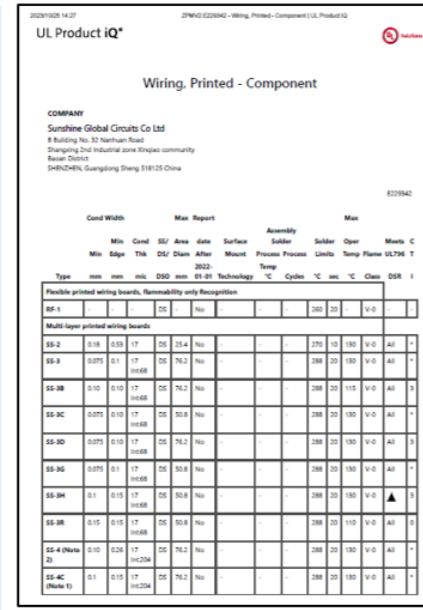 2023/10/25 14:27 ZPMV2.E229342 - Wiring, Printed - Component | UL Product iQ
UL Product iQ®
UL Solutions
Wiring, Printed - Component
COMPANY
Sunshine Global Circuits Co Ltd
8 Building No. 32 Nanhuan Road
Shangxing 2nd Industrial zone Xinqiao community
Baoan District
SHENZHEN, Guangdong Sheng 518125 China
E229342
Cond Width Max Report Max
Assembly
Min Cond SS/ Area date Surface Solder Solder Oper Meets C
Min Edge Thk DS/ Diam After Mount Process Process Limits Temp Flame UL796 T
2022- Temp
Type mm mm mic DSO mm 01-01 Technology °C Cycles °C sec °C Class DSR I
Flexible printed wiring boards, flammability only Recognition
RF-1 - - - DS - No - - - 260 20 - V-0 - -
Multi-layer printed wiring boards
SS-2 0.18 0.53 17 DS 25.4 No - - - 270 10 130 V-0 All *
SS-3 0.075 0.1 17 DS 76.2 No - - - 288 20 130 V-0 All *
Int:68
SS-3B 0.10 0.10 17 DS 76.2 No - - - 288 20 115 V-0 All 3
Int:68
SS-3C 0.075 0.10 17 DS 50.8 No - - - 288 20 130 V-0 All *
Int:68
SS-3D 0.075 0.10 17 DS 76.2 No - - - 288 20 130 V-0 All 3
Int:68
SS-3G 0.075 0.1 17 DS 50.8 No - - - 288 20 130 V-0 All *
Int:68
SS-3H 0.1 0.15 17 DS 50.8 No - - - 288 20 130 V-0 ▲ 3
Int:68
SS-3R 0.15 0.15 17 DS 50.8 No - - - 288 20 110 V-0 All 0
Int:68
SS-4 (Note 0.10 0.26 17 DS 76.2 No - - - 288 20 130 V-0 All *
2) Int:204
SS-4C 0.1 0.15 17 DS 76.2 No - - - 288 20 130 V-0 All *
(Note 1) Int:204